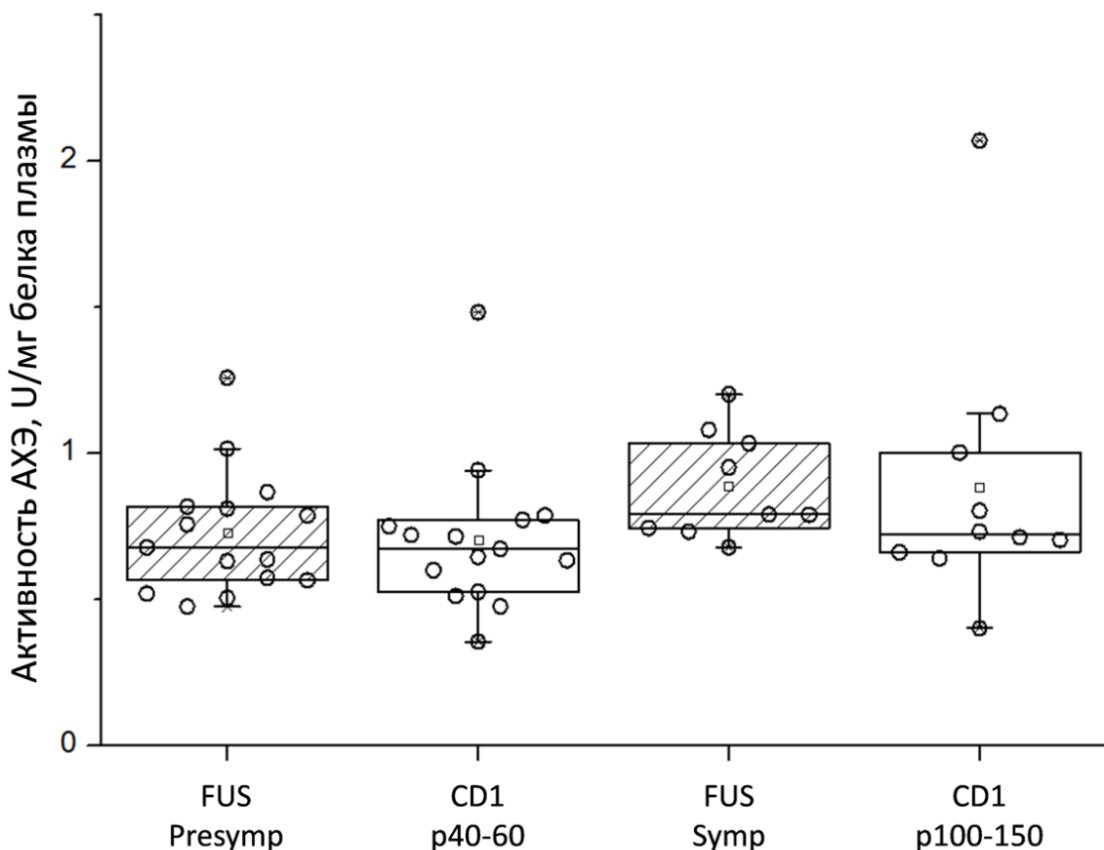 Активность АХЭ, U/мг белка плазмы
2
1
0
FUS
Presymp
CD1
p40-60
FUS
Symp
CD1
p100-150